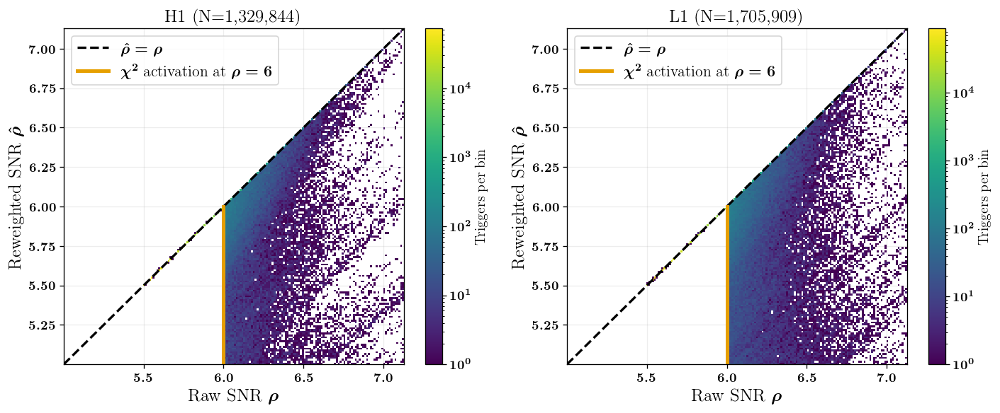 H1 (N=1,329,844)
ρ̂ = ρ
χ² activation at ρ = 6
7.00
6.75
6.50
6.25
6.00
5.75
5.50
5.25
Reweighted SNR ρ̂
5.5
6.0
6.5
7.0
Raw SNR ρ
10⁴
10³
10²
10¹
10⁰
Triggers per bin
L1 (N=1,705,909)
ρ̂ = ρ
χ² activation at ρ = 6
7.00
6.75
6.50
6.25
6.00
5.75
5.50
5.25
Reweighted SNR ρ̂
5.5
6.0
6.5
7.0
Raw SNR ρ
10⁴
10³
10²
10¹
10⁰
Triggers per bin